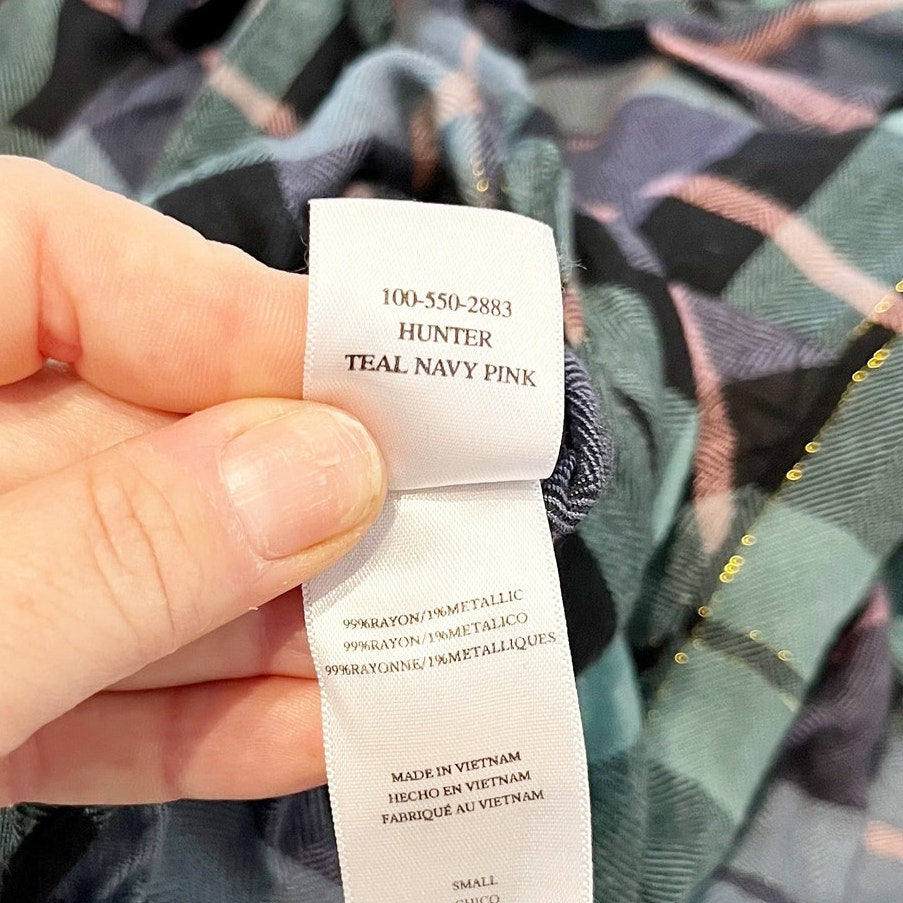 100-550-2883
HUNTER
TEAL NAVY PINK
99%RAYON/1%METALLIC
99%RAYON/1%METALICO
99%RAYONNE/1%METALLIQUES
MADE IN VIETNAM
HECHO EN VIETNAM
FABRIQUÉ AU VIETNAM
SMALL
CHICO